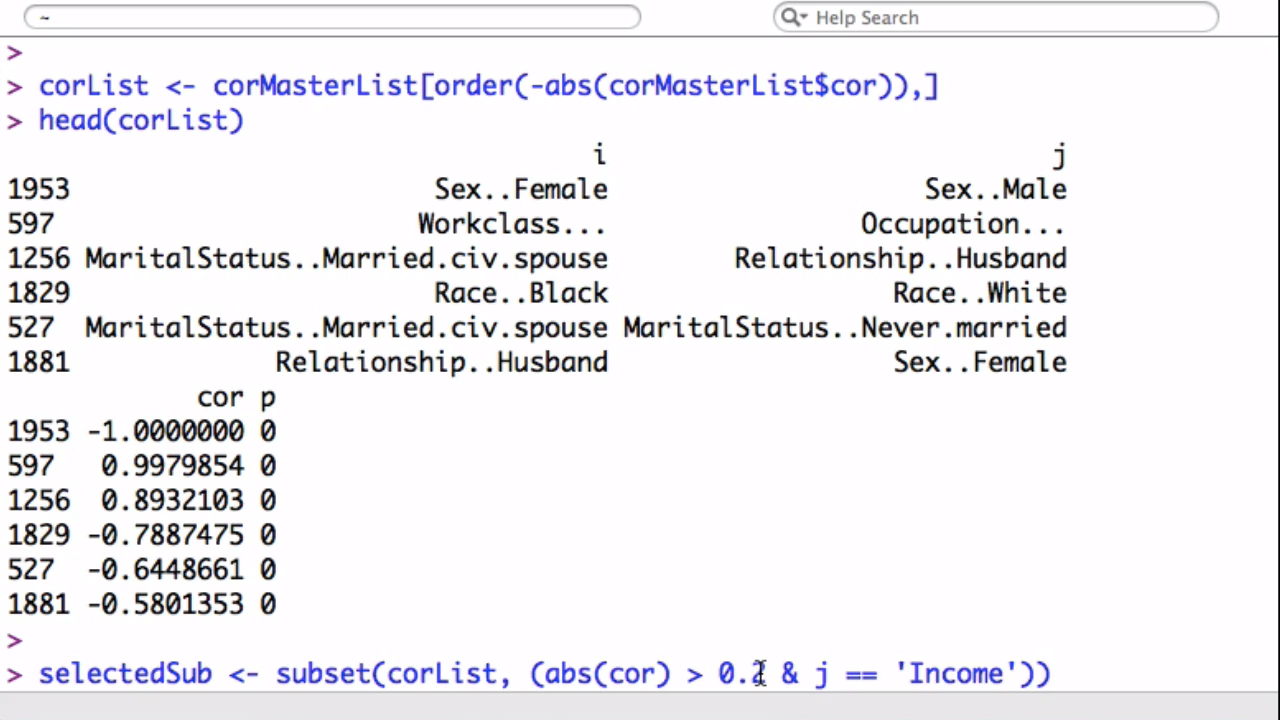 ~
Help Search
>
> corList <- corMasterList[order(-abs(corMasterList$cor)),]
> head(corList)
i j
1953 Sex..Female Sex..Male
597 Workclass... Occupation...
1256 MaritalStatus..Married.civ.spouse Relationship..Husband
1829 Race..Black Race..White
527 MaritalStatus..Married.civ.spouse MaritalStatus..Never.married
1881 Relationship..Husband Sex..Female
cor p
1953 -1.0000000 0
597 0.9979854 0
1256 0.8932103 0
1829 -0.7887475 0
527 -0.6448661 0
1881 -0.5801353 0
>
> selectedSub <- subset(corList, (abs(cor) > 0.2 & j == 'Income'))